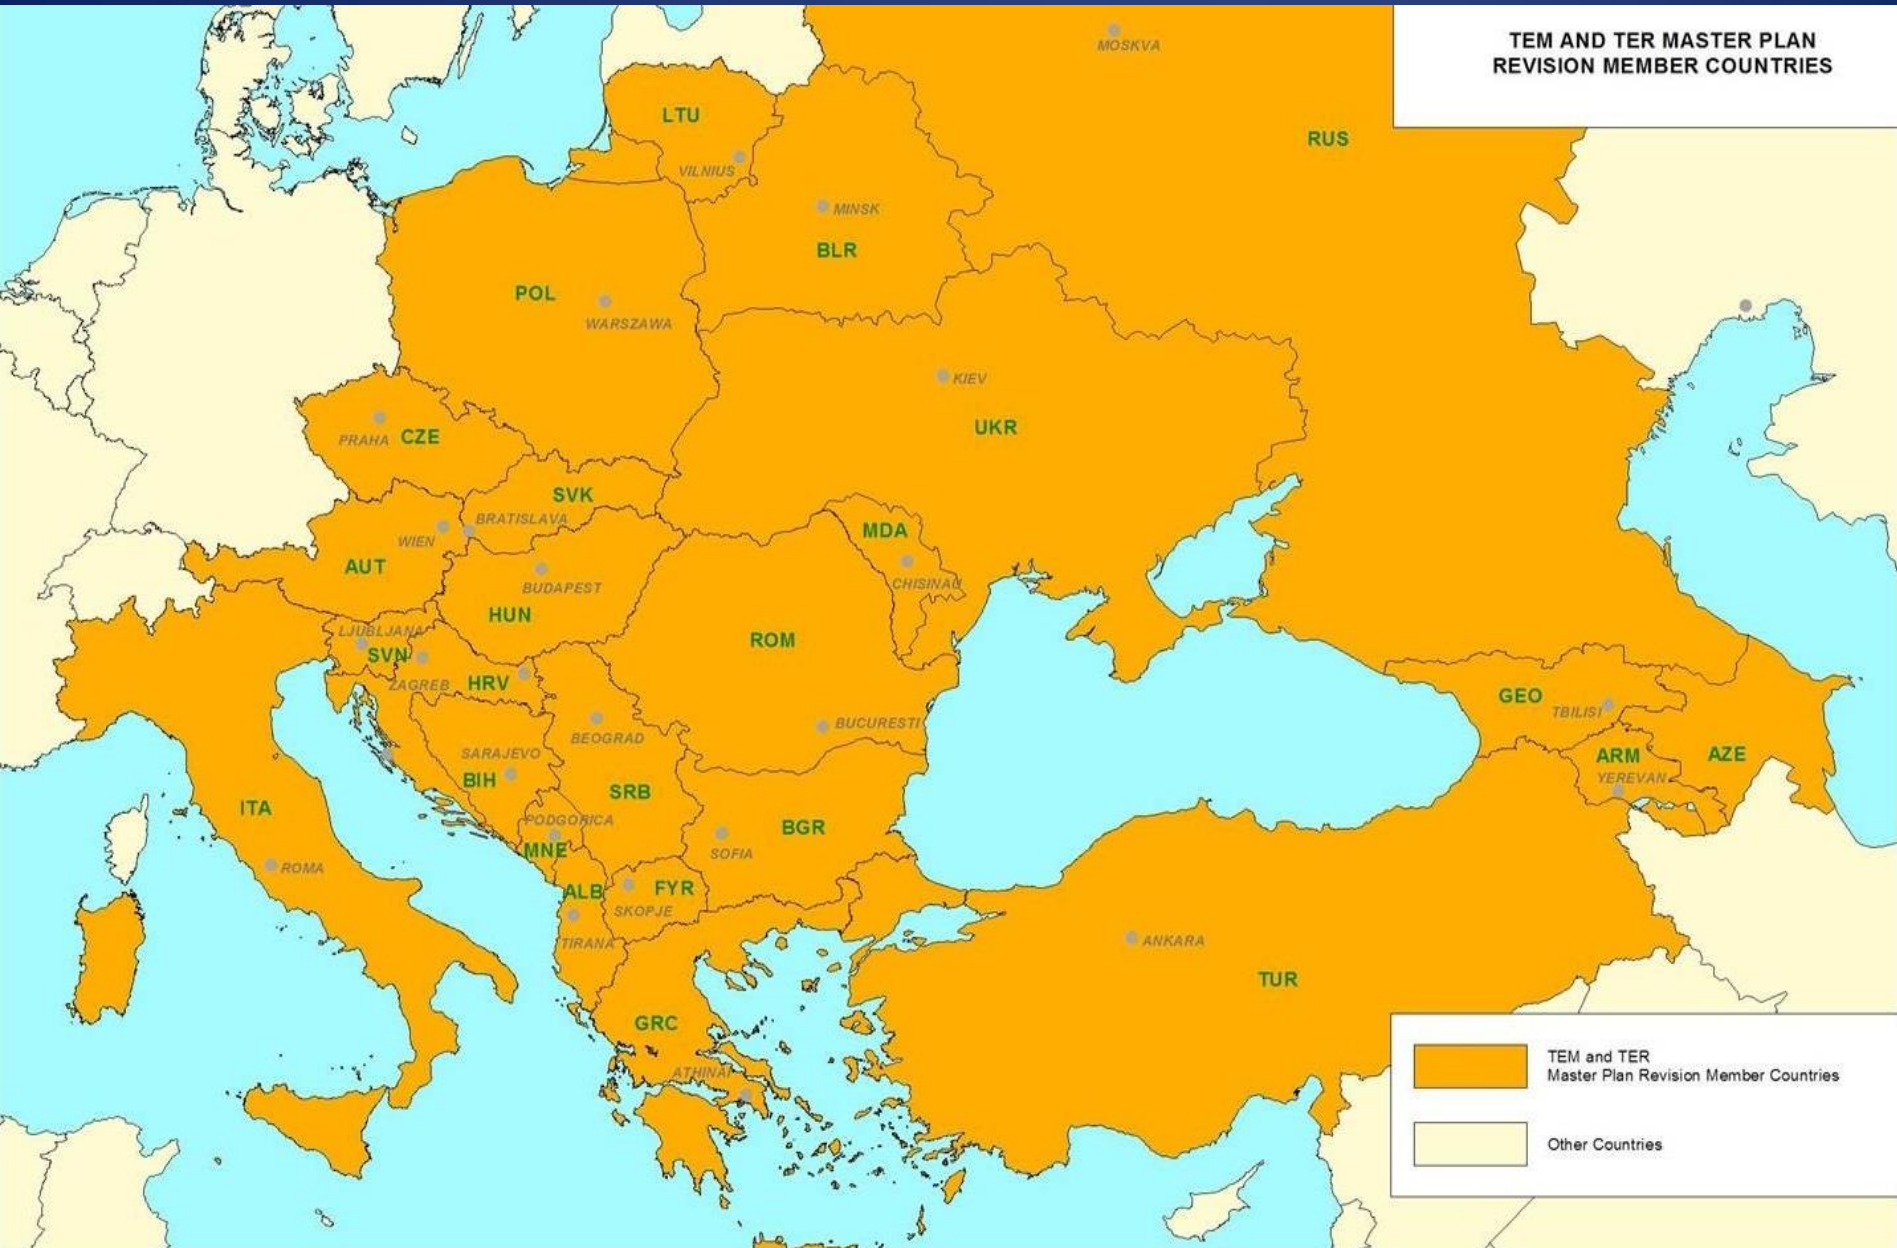 TEM AND TER MASTER PLAN
REVISION MEMBER COUNTRIES
MOSKVA
LTU
RUS
VILNIUS
MINSK
BLR
POL
WARSZAWA
KIEV
UKR
PRAHA CZE
SVK
BRATISLAVA
WIEN
MDA
AUT
CHISINAU
BUDAPEST
HUN
LJUBLJANA
ROM
SVN
ZAGREB HRV
GEO
TBILISI
BUCURESTI
BEOGRAD
SARAJEVO
ARM AZE
YEREVAN
BIH
SRB
ITA
PODGORICA
BGR
MNE
SOFIA
ROMA
ALB FYR
SKOPJE
TIRANA
ANKARA
TUR
GRC
ATHINAI
TEM and TER
Master Plan Revision Member Countries
Other Countries